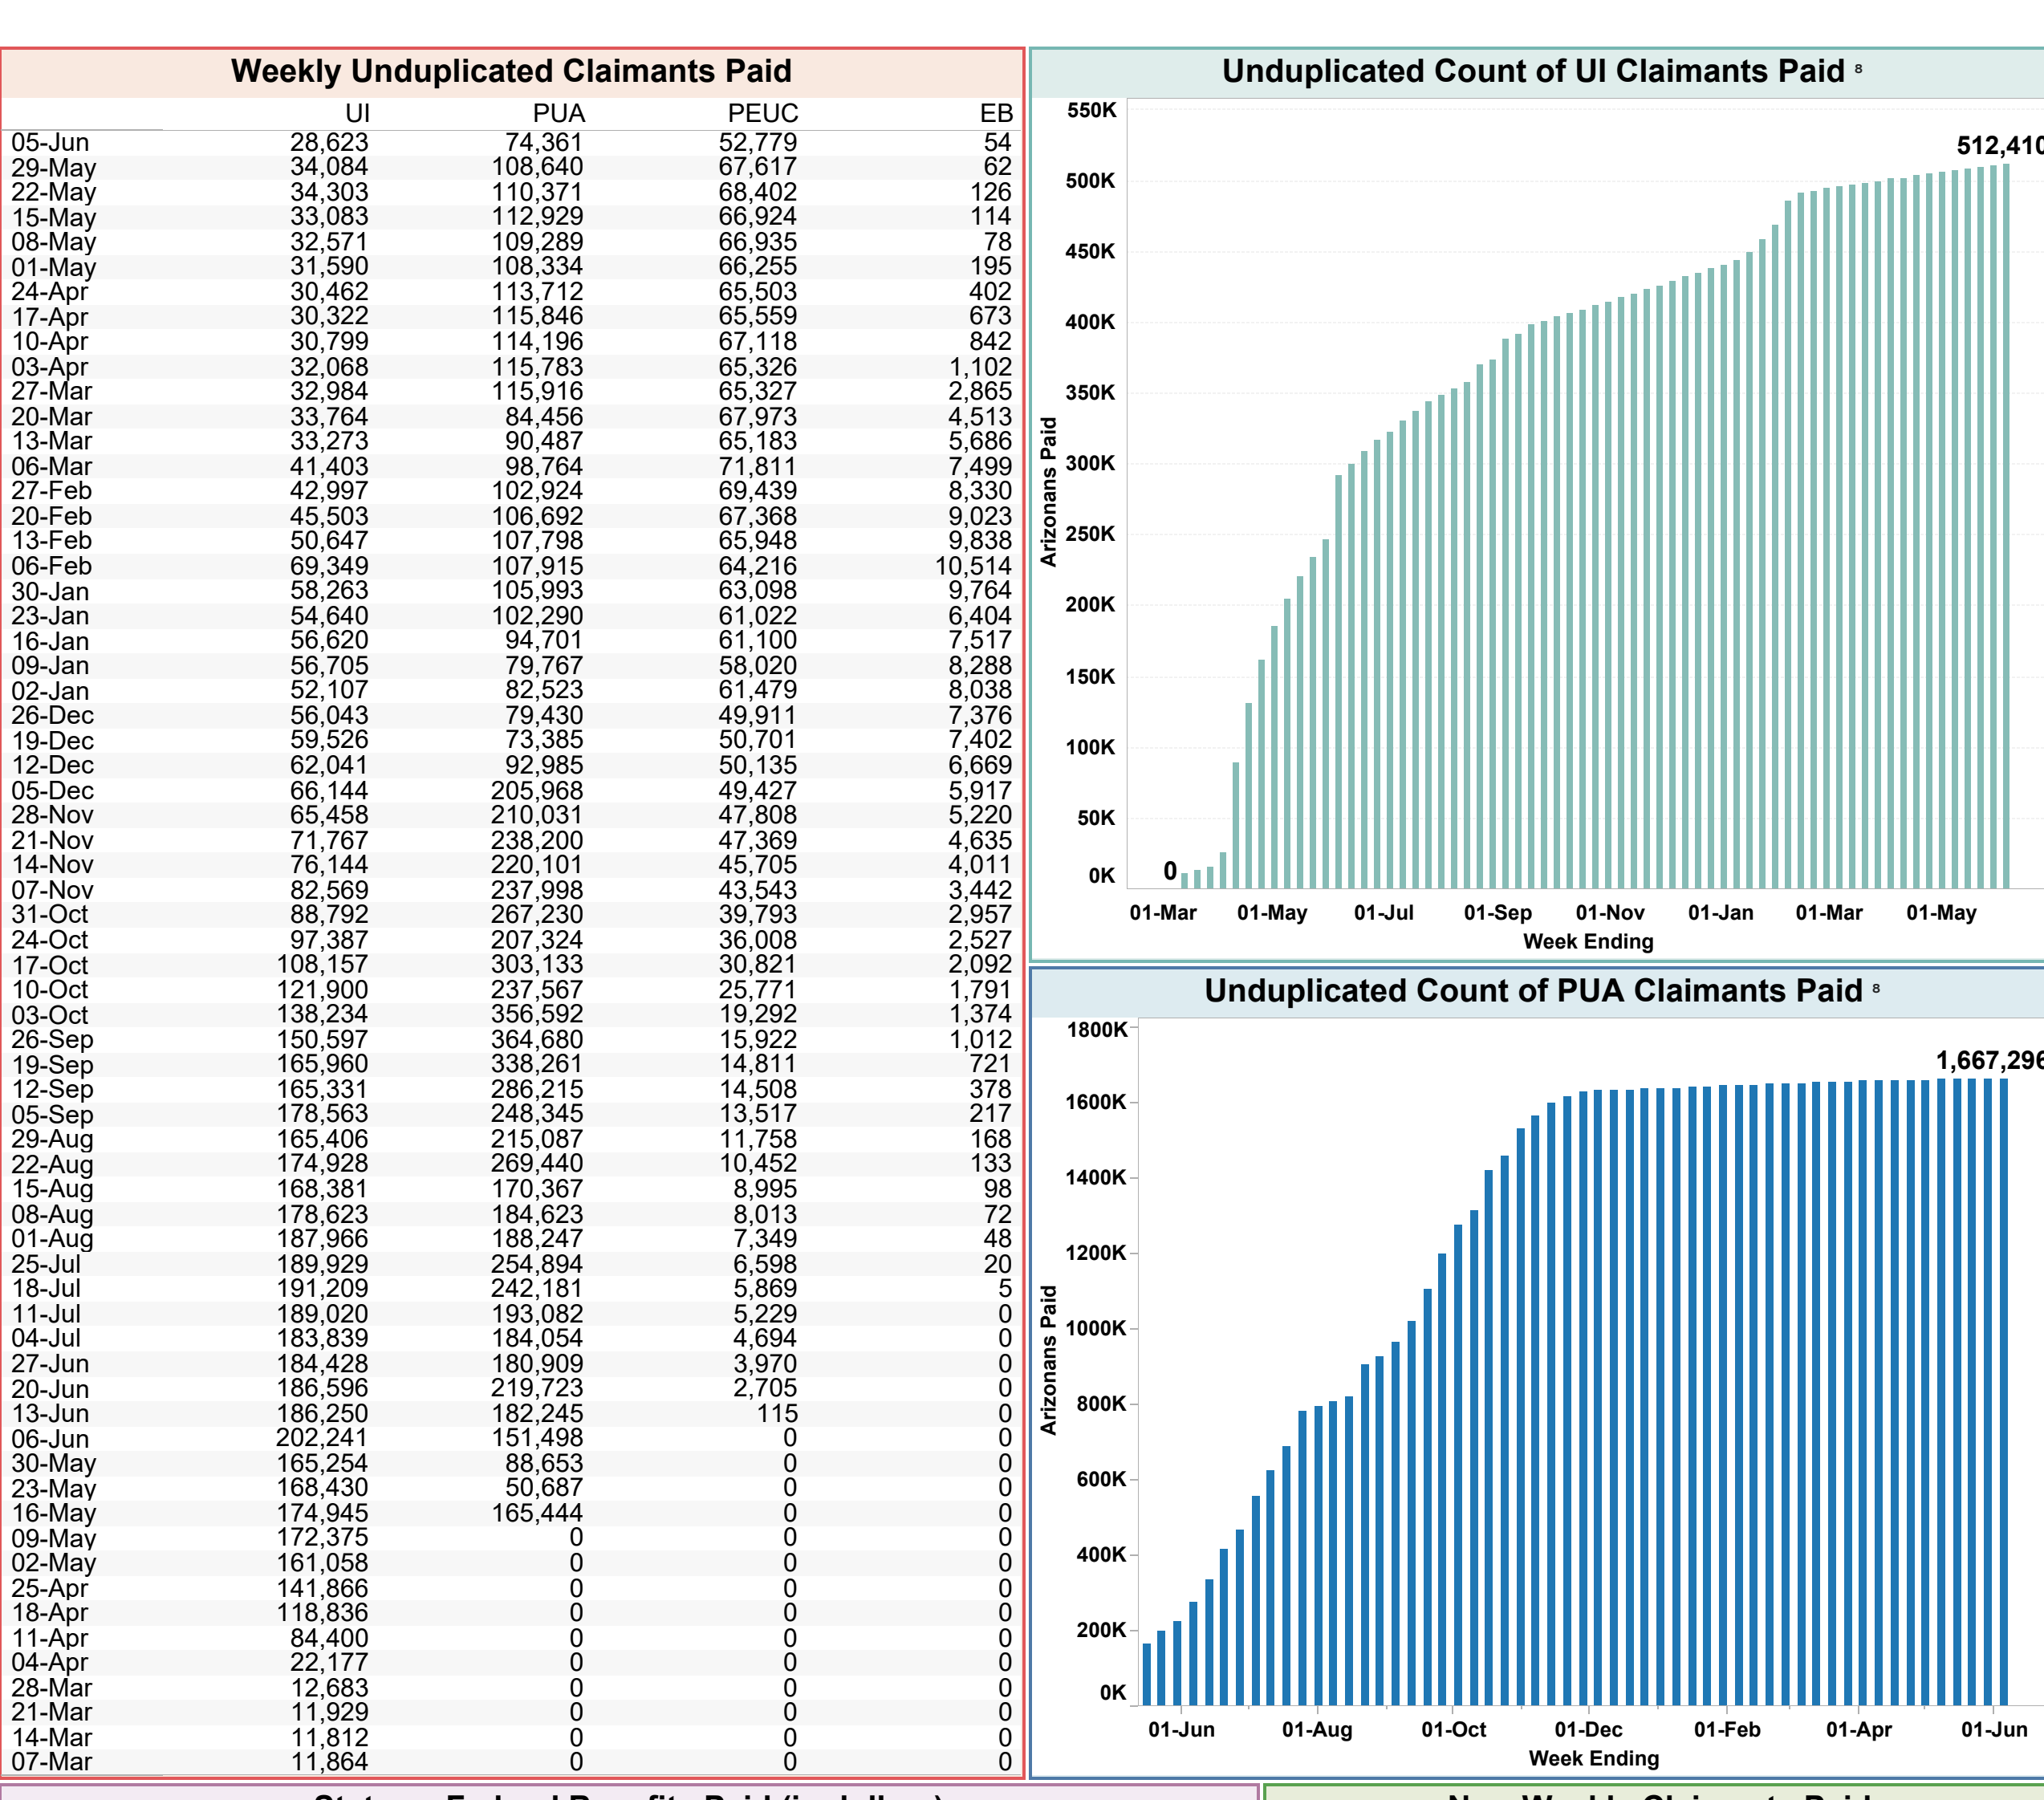 Weekly Unduplicated Claimants Paid
UI PUA PEUC EB
05-Jun 28,623 74,361 52,779 54
29-May 34,084 108,640 67,617 62
22-May 34,303 110,371 68,402 126
15-May 33,083 112,929 66,924 114
08-May 32,571 109,289 66,935 78
01-May 31,590 108,334 66,255 195
24-Apr 30,462 113,712 65,503 402
17-Apr 30,322 115,846 65,559 673
10-Apr 30,799 114,196 67,118 842
03-Apr 32,068 115,783 65,326 1,102
27-Mar 32,984 115,916 65,327 2,865
20-Mar 33,764 84,456 67,973 4,513
13-Mar 33,273 90,487 65,183 5,686
06-Mar 41,403 98,764 71,811 7,499
27-Feb 42,997 102,924 69,439 8,330
20-Feb 45,503 106,692 67,368 9,023
13-Feb 50,647 107,798 65,948 9,838
06-Feb 69,349 107,915 64,216 10,514
30-Jan 58,263 105,993 63,098 9,764
23-Jan 54,640 102,290 61,022 6,404
16-Jan 56,620 94,701 61,100 7,517
09-Jan 56,705 79,767 58,020 8,288
02-Jan 52,107 82,523 61,479 8,038
26-Dec 56,043 79,430 49,911 7,376
19-Dec 59,526 73,385 50,701 7,402
12-Dec 62,041 92,985 50,135 6,669
05-Dec 66,144 205,968 49,427 5,917
28-Nov 65,458 210,031 47,808 5,220
21-Nov 71,767 238,200 47,369 4,635
14-Nov 76,144 220,101 45,705 4,011
07-Nov 82,569 237,998 43,543 3,442
31-Oct 88,792 267,230 39,793 2,957
24-Oct 97,387 207,324 36,008 2,527
17-Oct 108,157 303,133 30,821 2,092
10-Oct 121,900 237,567 25,771 1,791
03-Oct 138,234 356,592 19,292 1,374
26-Sep 150,597 364,680 15,922 1,012
19-Sep 165,960 338,261 14,811 721
12-Sep 165,331 286,215 14,508 378
05-Sep 178,563 248,345 13,517 217
29-Aug 165,406 215,087 11,758 168
22-Aug 174,928 269,440 10,452 133
15-Aug 168,381 170,367 8,995 98
08-Aug 178,623 184,623 8,013 72
01-Aug 187,966 188,247 7,349 48
25-Jul 189,929 254,894 6,598 20
18-Jul 191,209 242,181 5,869 5
11-Jul 189,020 193,082 5,229 0
04-Jul 183,839 184,054 4,694 0
27-Jun 184,428 180,909 3,970 0
20-Jun 186,596 219,723 2,705 0
13-Jun 186,250 182,245 115 0
06-Jun 202,241 151,498 0 0
30-May 165,254 88,653 0 0
23-May 168,430 50,687 0 0
16-May 174,945 165,444 0 0
09-May 172,375 0 0 0
02-May 161,058 0 0 0
25-Apr 141,866 0 0 0
18-Apr 118,836 0 0 0
11-Apr 84,400 0 0 0
04-Apr 22,177 0 0 0
28-Mar 12,683 0 0 0
21-Mar 11,929 0 0 0
14-Mar 11,812 0 0 0
07-Mar 11,864 0 0 0
Unduplicated Count of UI Claimants Paid 8
550K
500K
450K
400K
350K
300K
250K
200K
150K
100K
50K
0K
Arizonans Paid
0
512,410
01-Mar 01-May 01-Jul 01-Sep 01-Nov 01-Jan 01-Mar 01-May
Week Ending
Unduplicated Count of PUA Claimants Paid 8
1800K
1600K
1400K
1200K
1000K
800K
600K
400K
200K
0K
Arizonans Paid
1,667,296
01-Jun 01-Aug 01-Oct 01-Dec 01-Feb 01-Apr 01-Jun
Week Ending